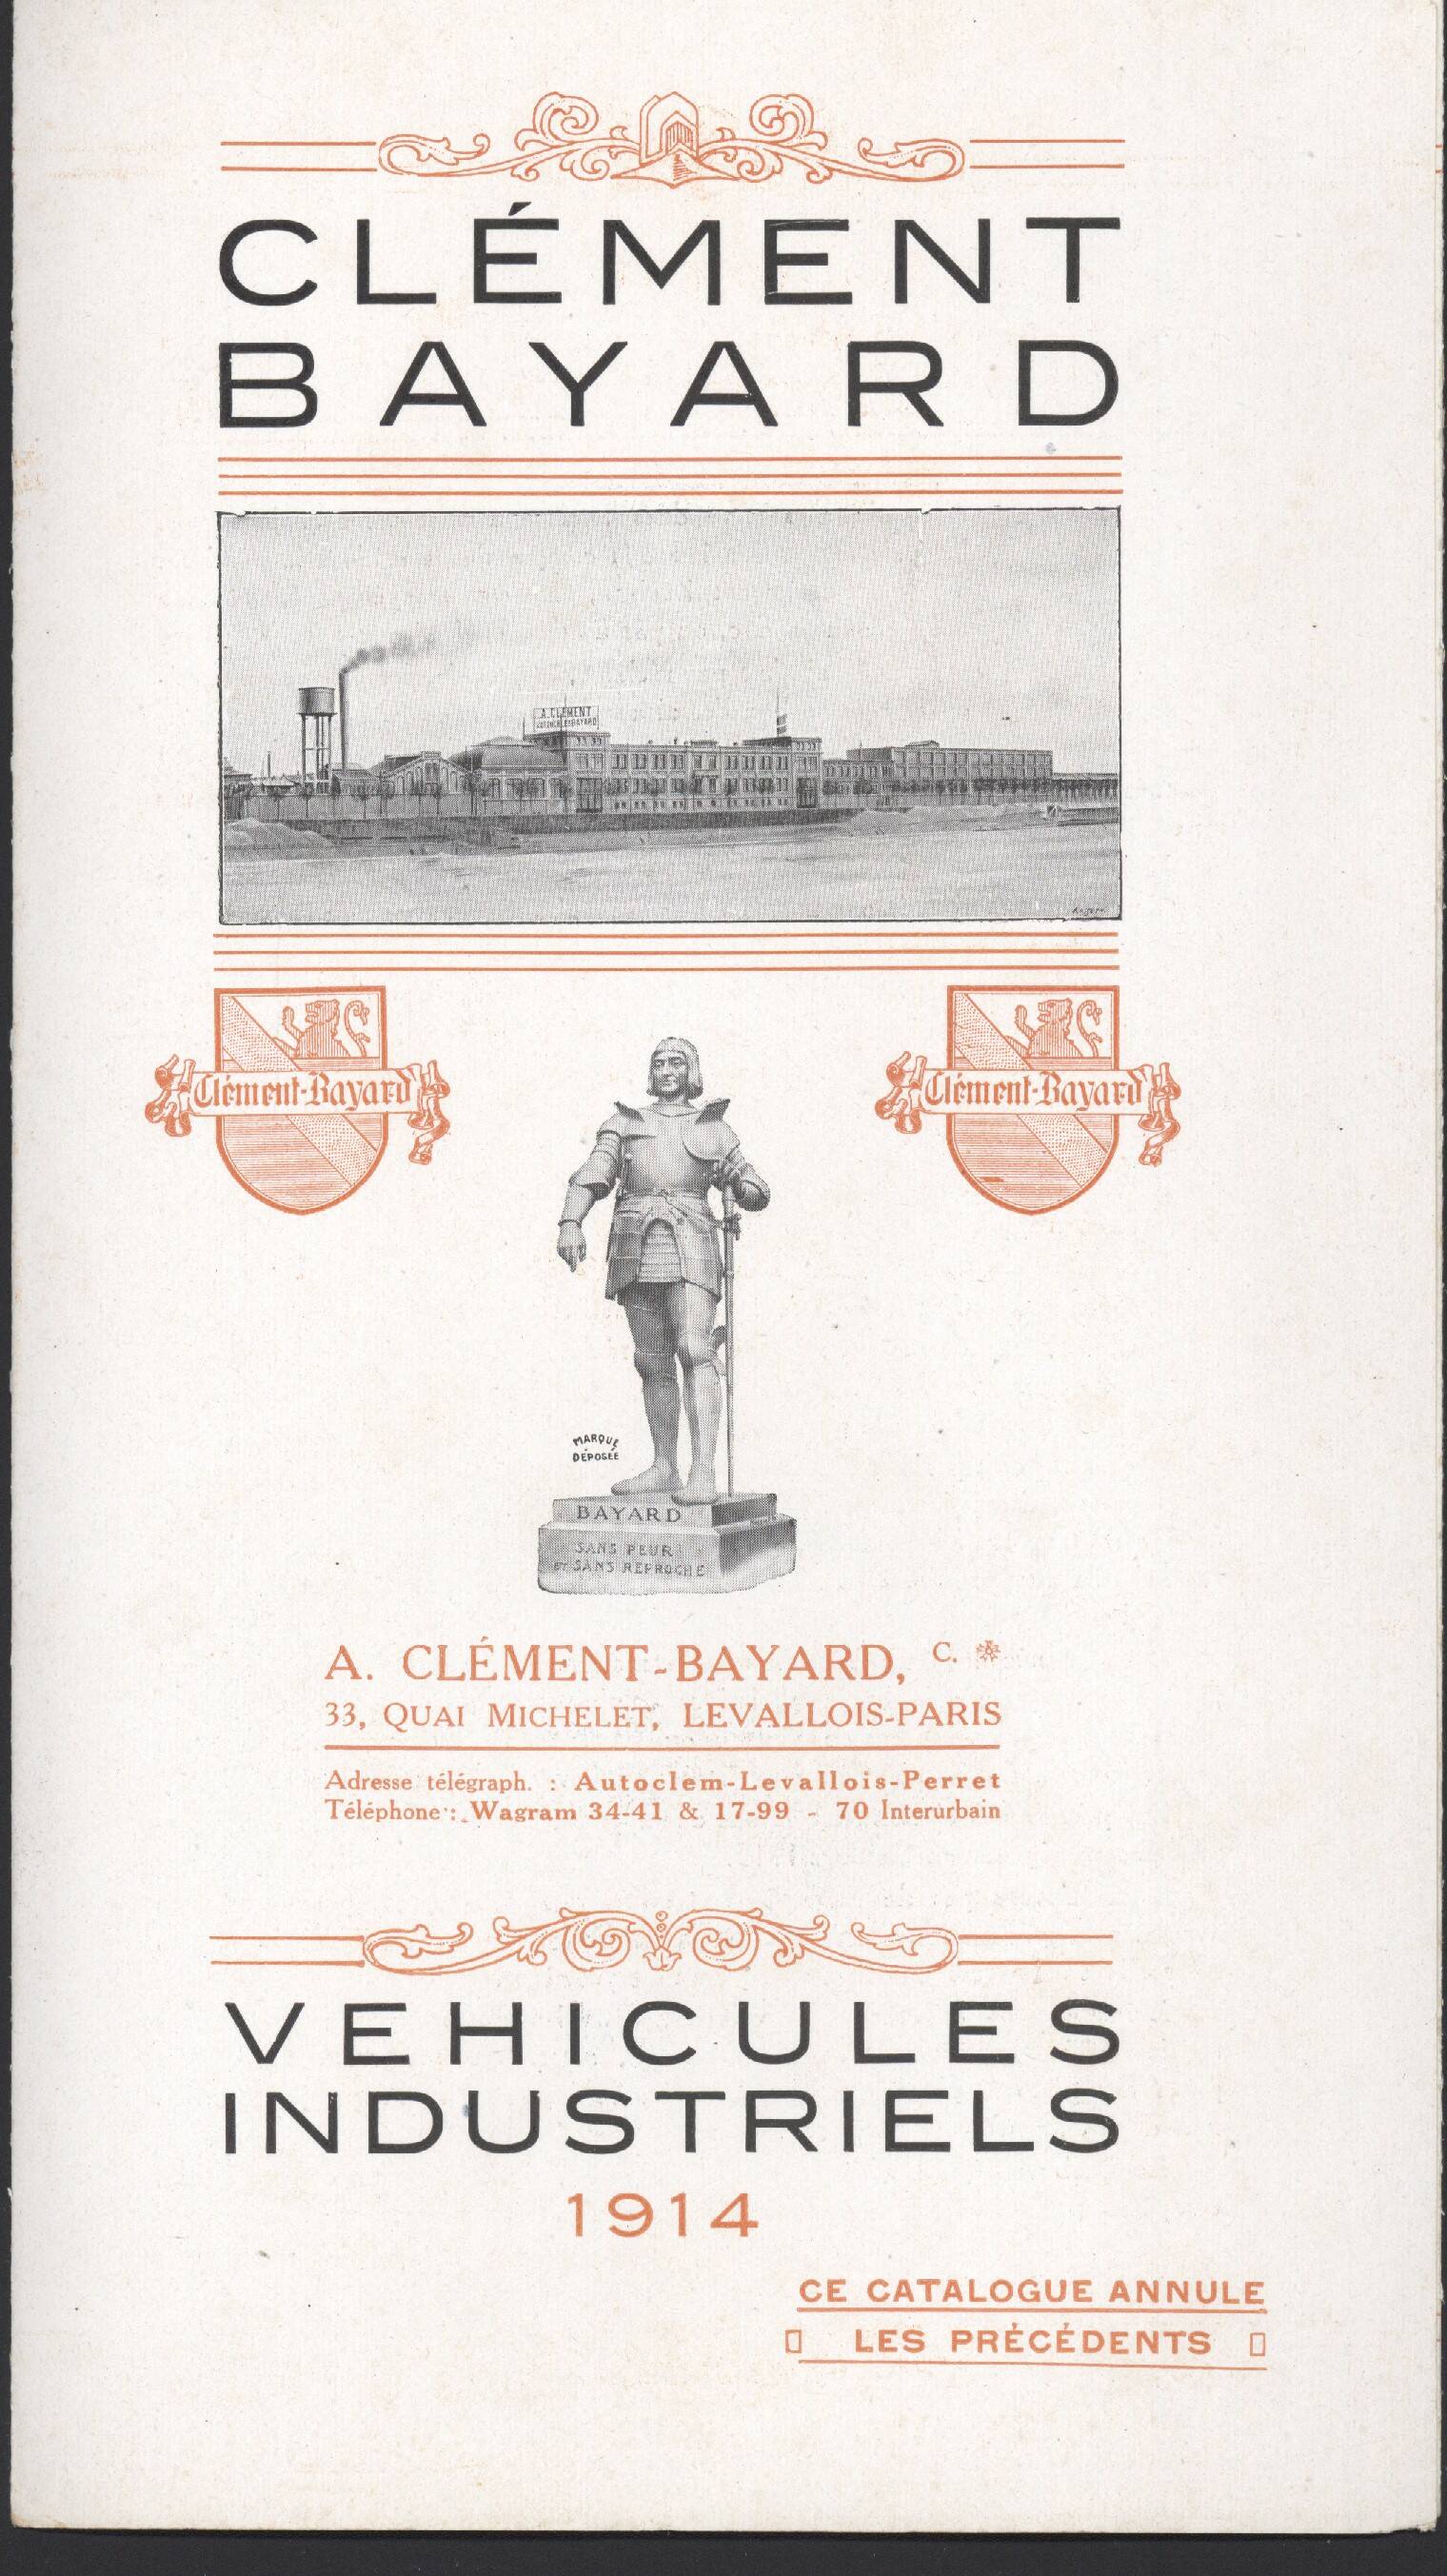 CLÉMENT
BAYARD
A. CLÉMENT
Clément-Bayard
Clément-Bayard
MARQUE
DÉPOSÉE
BAYARD
SANS PEUR
ET SANS REPROCHE
A. CLÉMENT-BAYARD, C.
33, QUAI MICHELET, LEVALLOIS-PARIS
Adresse télégraph. : Autoclem-Levallois-Perret
Téléphone : Wagram 34-41 & 17-99 - 70 Interurbain
VEHICULES
INDUSTRIELS
1914
CE CATALOGUE ANNULE
LES PRÉCÉDENTS